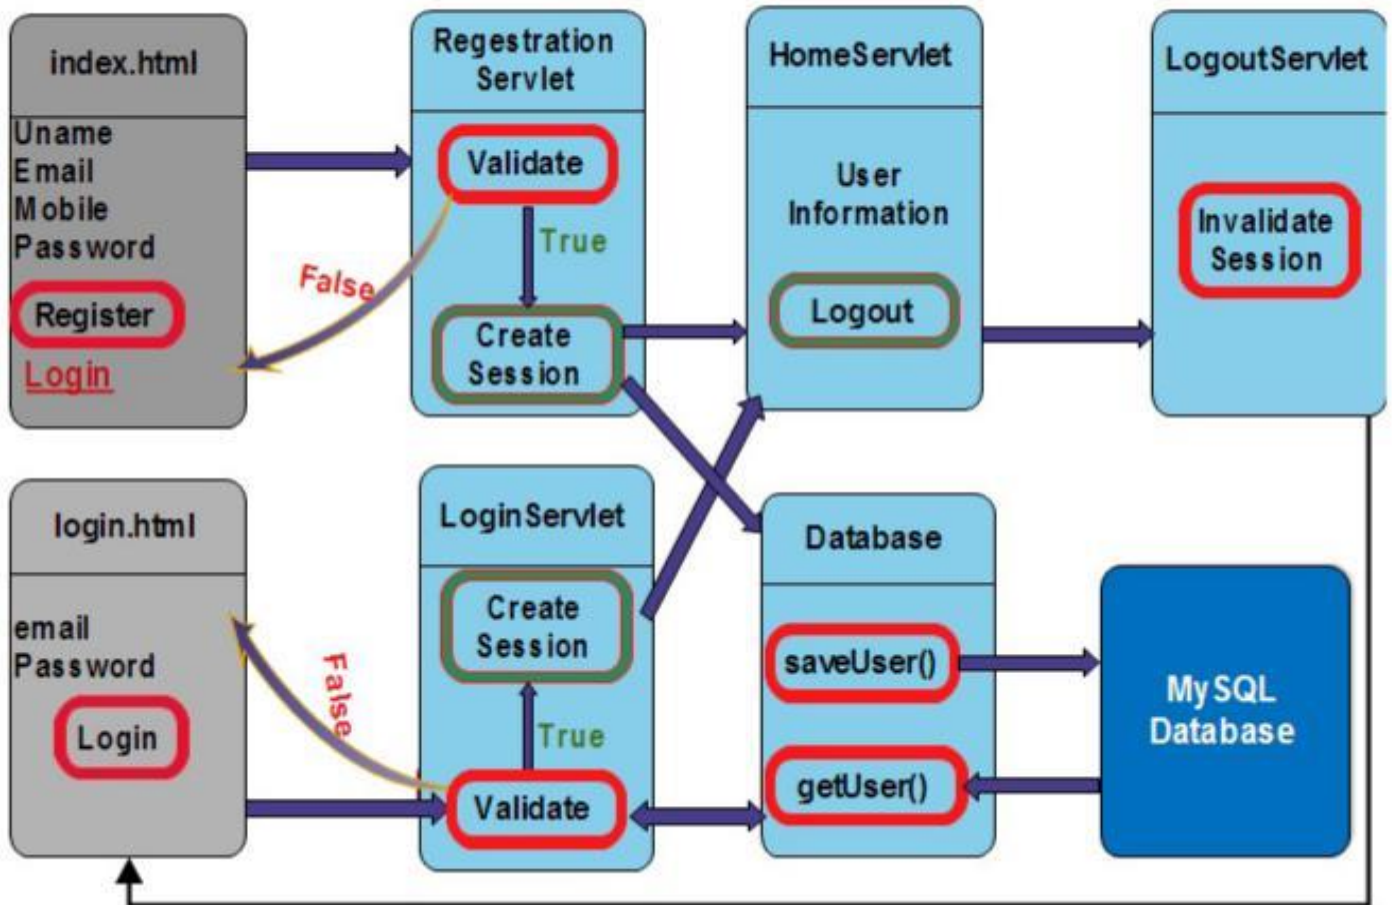 index.html
Uname
Email
Mobile
Password
Register
Login
Regestration
Servlet
Validate
True
False
Create
Session
HomeServlet
User
Information
Logout
LogoutServlet
Invalidate
Session
login.html
email
Password
Login
False
LoginServlet
Create
Session
True
Validate
Database
saveUser()
getUser()
MySQL
Database